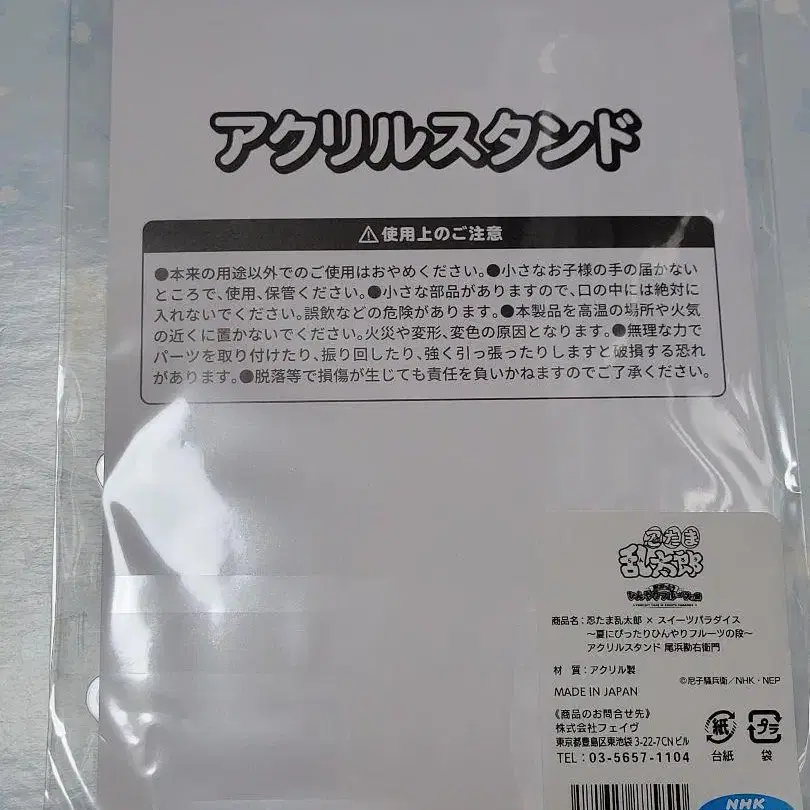 アクリルスタンド
⚠使用上のご注意
●本来の用途以外でのご使用はおやめください。●小さなお子様の手の届かない
ところで、使用、保管ください。●小さな部品がありますので、口の中には絶対に
入れないでください。誤飲などの危険があります。●本製品を高温の場所や火気
の近くに置かないでください。火災や変形、変色の原因となります。●無理な力で
パーツを取り付けたり、振り回したり、強く引っ張ったりしますと破損する恐れ
があります。●脱落等で損傷が生じても責任を負いかねますのでご了承ください。
忍たま
乱太郎
商品名：忍たま乱太郎 × スイーツパラダイス
～夏にぴったりひんやりフルーツの段～
アクリルスタンド 尾浜勘右衛門
材 質：アクリル製
©尼子騒兵衛／NHK・NEP
MADE IN JAPAN
《商品のお問合せ先》
株式会社フェイヴ
東京都豊島区東池袋 3-22-7CNビル
TEL：03-5657-1104
紙
台紙
プラ
袋
NHK